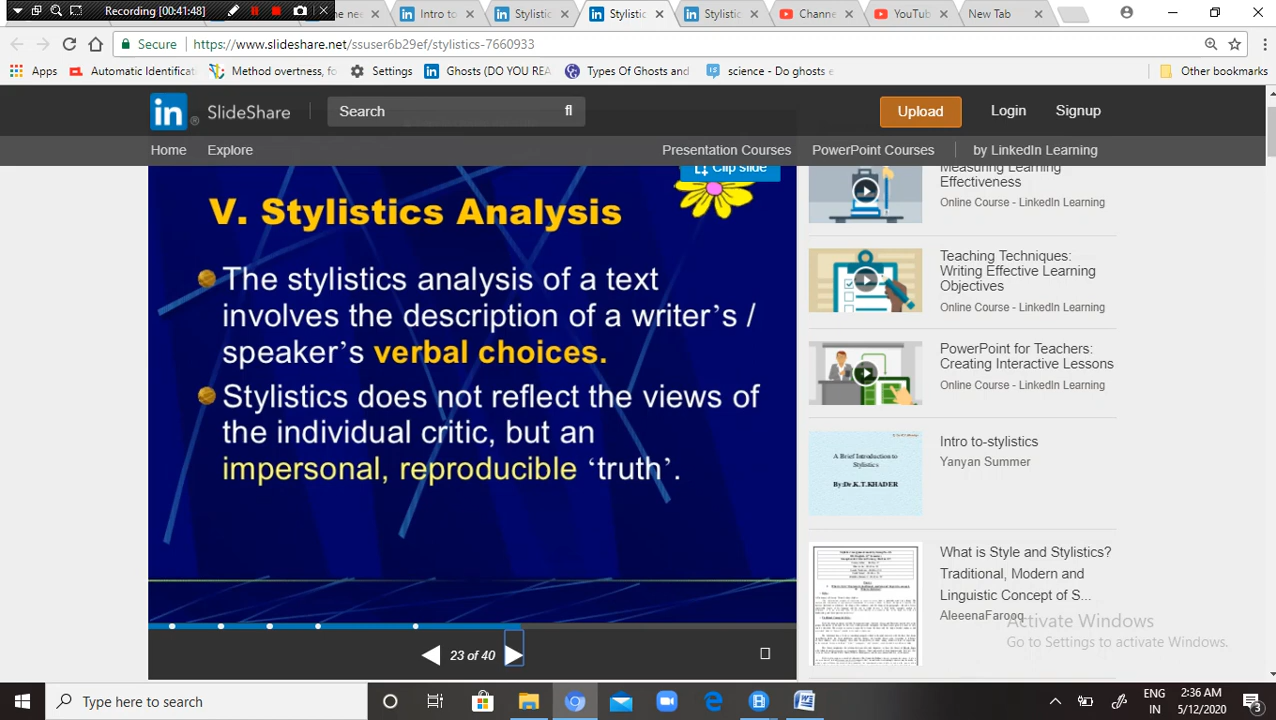 Recording [00:41:48]
he new
Intro to
Stylistic
Stylistic
Stylistic
Channe
YouTub
New Tab
Secure
https://www.slideshare.net/ssuser6b29ef/stylistics-7660933
Apps
Automatic Identificat
Method overtness, fo
Settings
Ghosts (DO YOU REA
Types Of Ghosts and
science - Do ghosts e
Other bookmarks
in SlideShare
Search
Upload
Login
Signup
Home
Explore
Presentation Courses
PowerPoint Courses
by LinkedIn Learning
Clip slide
V. Stylistics Analysis
The stylistics analysis of a text
involves the description of a writer’s /
speaker’s verbal choices.
Stylistics does not reflect the views of
the individual critic, but an
impersonal, reproducible ‘truth’.
23 of 40
Measuring Learning
Effectiveness
Online Course - LinkedIn Learning
Teaching Techniques:
Writing Effective Learning
Objectives
Online Course - LinkedIn Learning
PowerPoint for Teachers:
Creating Interactive Lessons
Online Course - LinkedIn Learning
A Brief Introduction to
Stylistics
By:Dr.K.T.KHADER
Intro to-stylistics
Yanyan Summer
What is Style and Stylistics?
Traditional, Modern and
Linguistic Concept of S...
AleenaFarooq
Activate Windows
Go to Settings to activate Windows.
Type here to search
ENG
IN
2:36 AM
5/12/2020
3